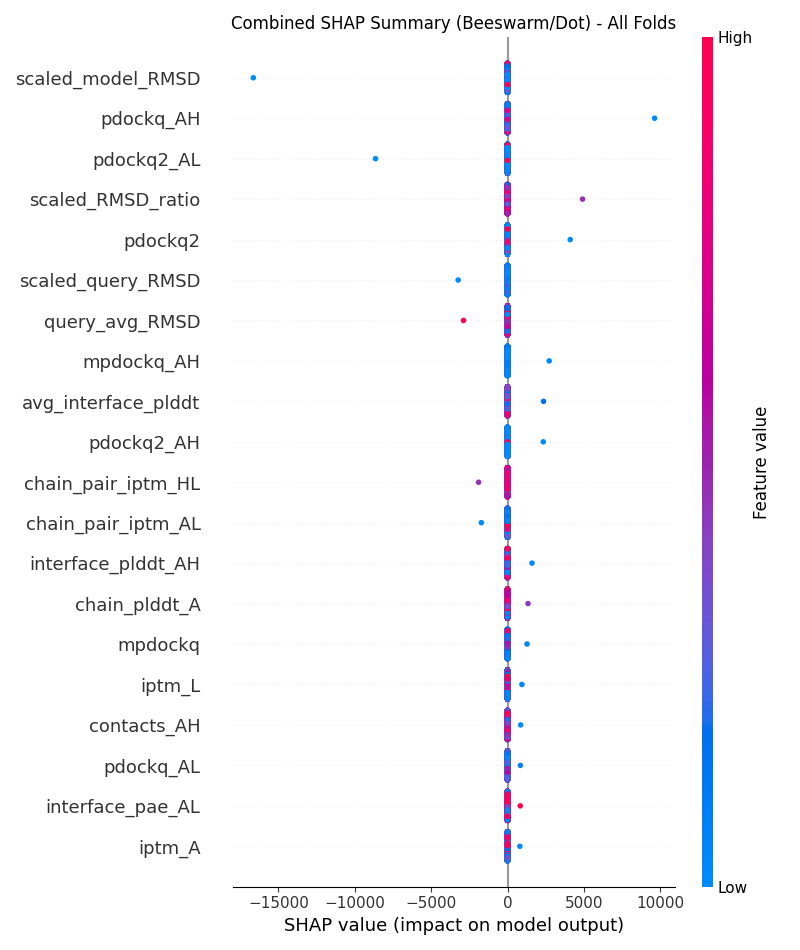 Combined SHAP Summary (Beeswarm/Dot) - All Folds
High
scaled_model_RMSD
pdockq_AH
pdockq2_AL
scaled_RMSD_ratio
pdockq2
scaled_query_RMSD
query_avg_RMSD
mpdockq_AH
avg_interface_plddt
pdockq2_AH
chain_pair_iptm_HL
chain_pair_iptm_AL
interface_plddt_AH
chain_plddt_A
mpdockq
iptm_L
contacts_AH
pdockq_AL
interface_pae_AL
iptm_A
Feature value
Low
−15000 −10000 −5000 0 5000 10000
SHAP value (impact on model output)